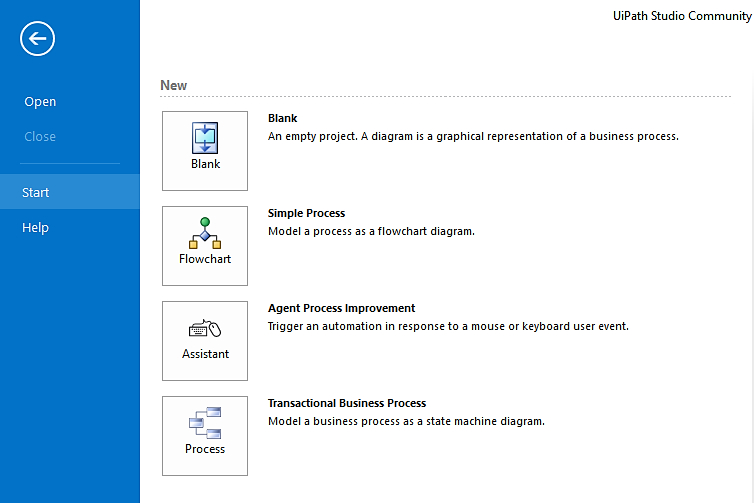 UiPath Studio Community
Open
Close
Start
Help
New
Blank
Blank
An empty project. A diagram is a graphical representation of a business process.
Flowchart
Simple Process
Model a process as a flowchart diagram.
Assistant
Agent Process Improvement
Trigger an automation in response to a mouse or keyboard user event.
Process
Transactional Business Process
Model a business process as a state machine diagram.